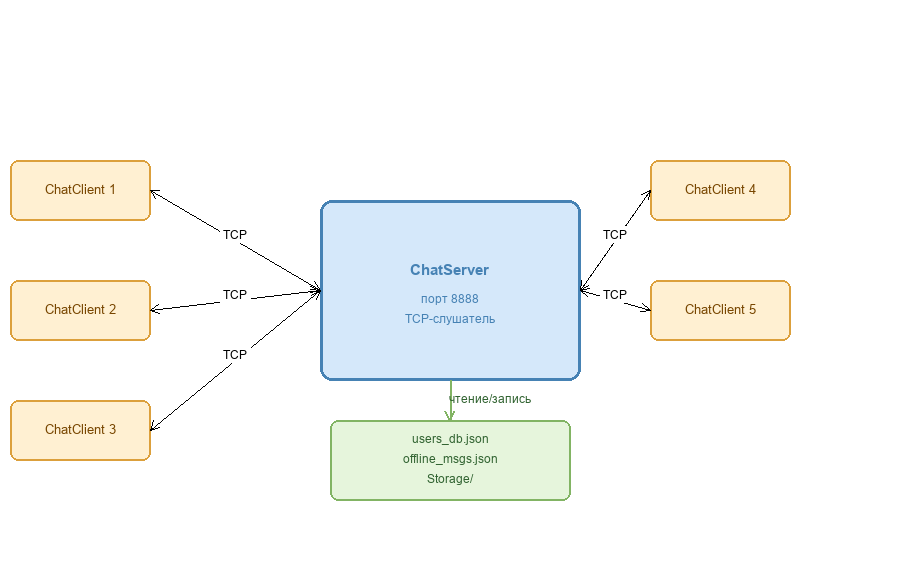 ChatClient 1
ChatClient 4
TCP
TCP
ChatServer
порт 8888
TCP-слушатель
ChatClient 2
TCP
TCP
ChatClient 5
TCP
чтение/запись
ChatClient 3
users_db.json
offline_msgs.json
Storage/